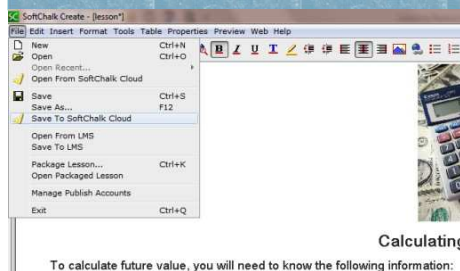 SoftChalk Create - [lesson*]
File Edit Insert Format Tools Table Properties Preview Web Help
New Ctrl+N
Open Ctrl+O
Open Recent...
Open From SoftChalk Cloud
Save Ctrl+S
Save As... F12
Save To SoftChalk Cloud
Open From LMS
Save To LMS
Package Lesson... Ctrl+K
Open Packaged Lesson
Manage Publish Accounts
Exit Ctrl+Q
B I U T
Calculating
To calculate future value, you will need to know the following information: